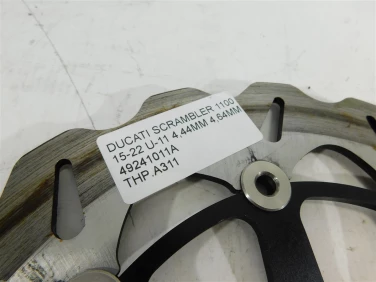 DUCATI SCRAMBLER 1100
15-22 U-11 4.44MM 4.64MM
49241011A
THP.A311